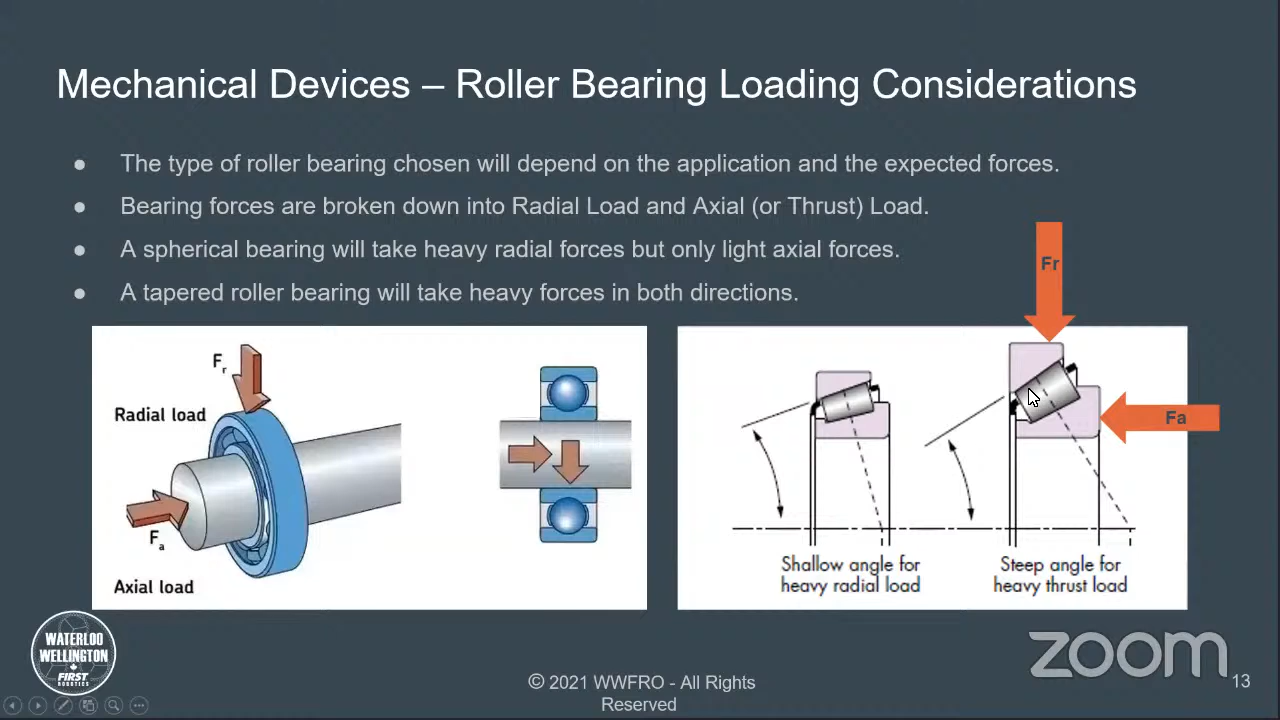 Mechanical Devices – Roller Bearing Loading Considerations
● The type of roller bearing chosen will depend on the application and the expected forces.
● Bearing forces are broken down into Radial Load and Axial (or Thrust) Load.
● A spherical bearing will take heavy radial forces but only light axial forces.
● A tapered roller bearing will take heavy forces in both directions.
Fr
Fr
Radial load
Fa
Axial load
Fa
Shallow angle for
heavy radial load
Steep angle for
heavy thrust load
WATERLOO
WELLINGTON
FIRST
ROBOTICS
© 2021 WWFRO - All Rights
Reserved
zoom
13